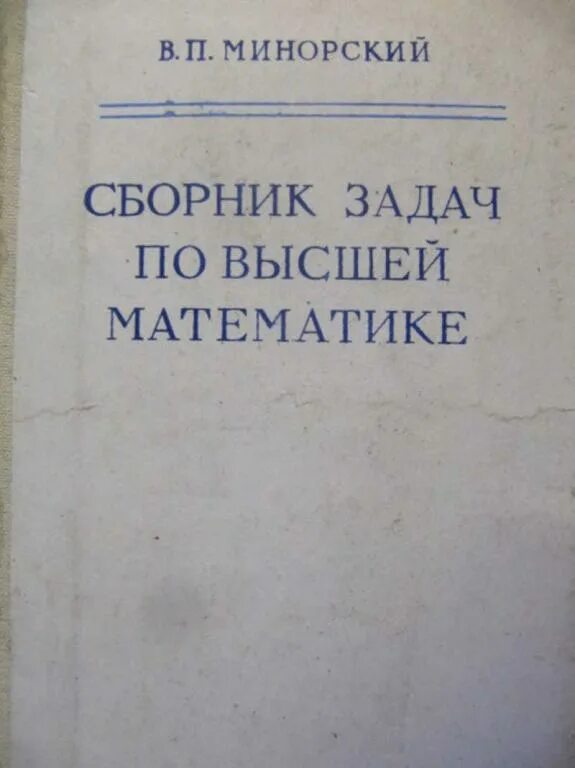 В.П. МИНОРСКИЙ
СБОРНИК ЗАДАЧ
ПО ВЫСШЕЙ
МАТЕМАТИКЕ